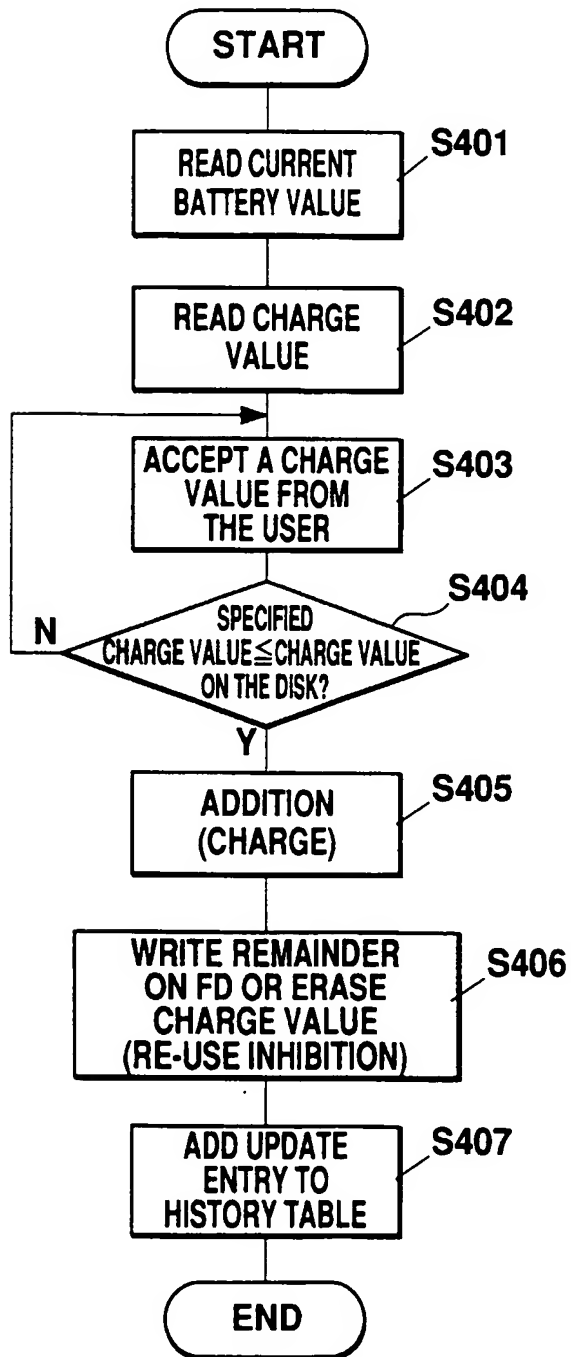 START
S401
READ CURRENT
BATTERY VALUE
S402
READ CHARGE
VALUE
S403
ACCEPT A CHARGE
VALUE FROM
THE USER
S404
N
SPECIFIED
CHARGE VALUE≦CHARGE VALUE
ON THE DISK?
Y
S405
ADDITION
(CHARGE)
S406
WRITE REMAINDER
ON FD OR ERASE
CHARGE VALUE
(RE-USE INHIBITION)
S407
ADD UPDATE
ENTRY TO
HISTORY TABLE
END